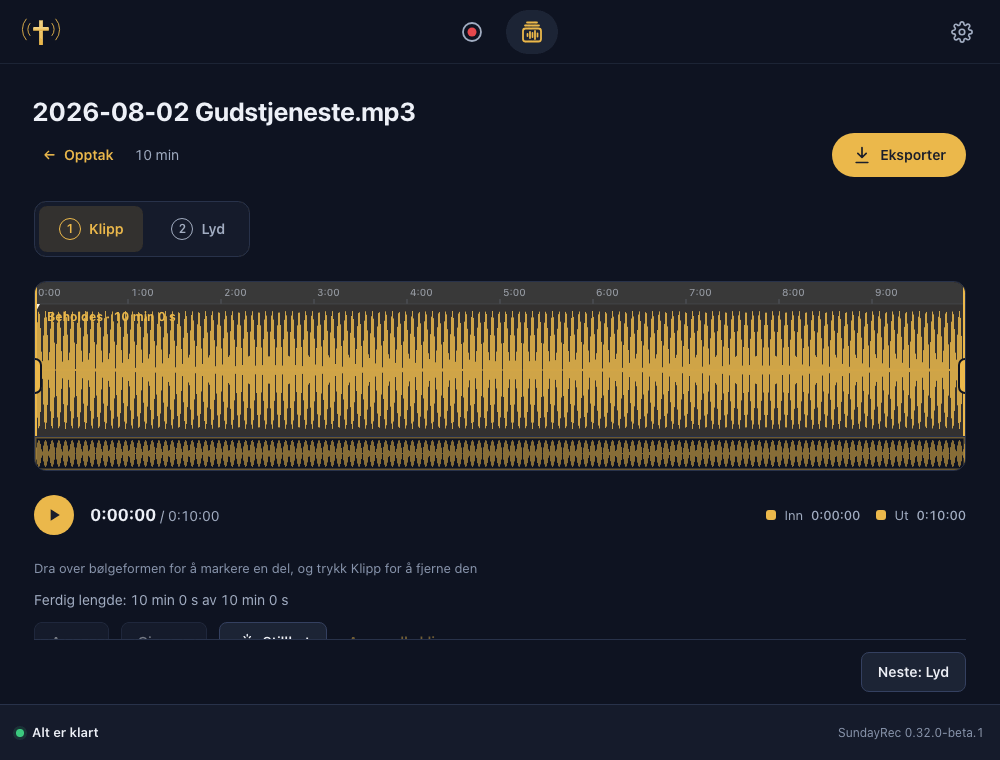 2026-08-02 Gudstjeneste.mp3
← Opptak 10 min
Eksporter
1 Klipp 2 Lyd
0:00 1:00 2:00 3:00 4:00 5:00 6:00 7:00 8:00 9:00
Beholdes · 10 min 0 s
0:00:00 / 0:10:00 Inn 0:00:00 Ut 0:10:00
Dra over bølgeformen for å markere en del, og trykk Klipp for å fjerne den
Ferdig lengde: 10 min 0 s av 10 min 0 s
Neste: Lyd
Alt er klart SundayRec 0.32.0-beta.1